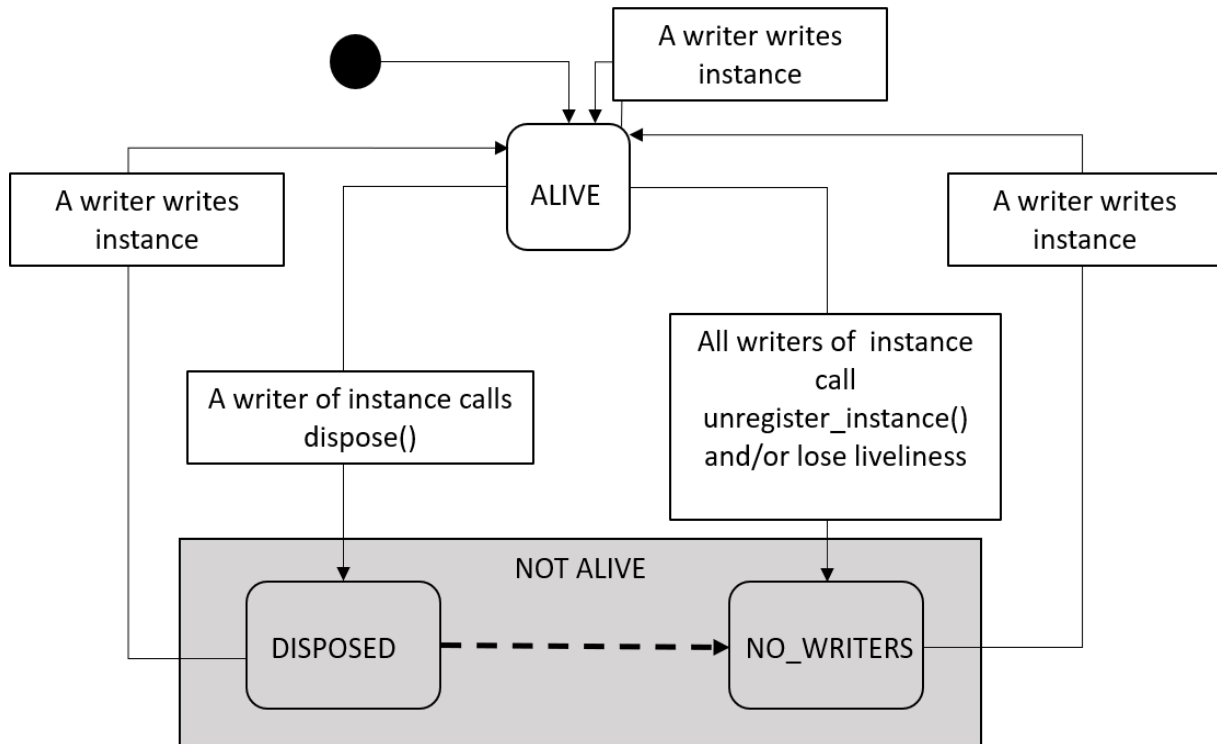 A writer writes
instance
ALIVE
A writer writes
instance
A writer writes
instance
A writer of instance calls
dispose()
All writers of  instance
call
unregister_instance()
and/or lose liveliness
NOT ALIVE
DISPOSED
NO_WRITERS